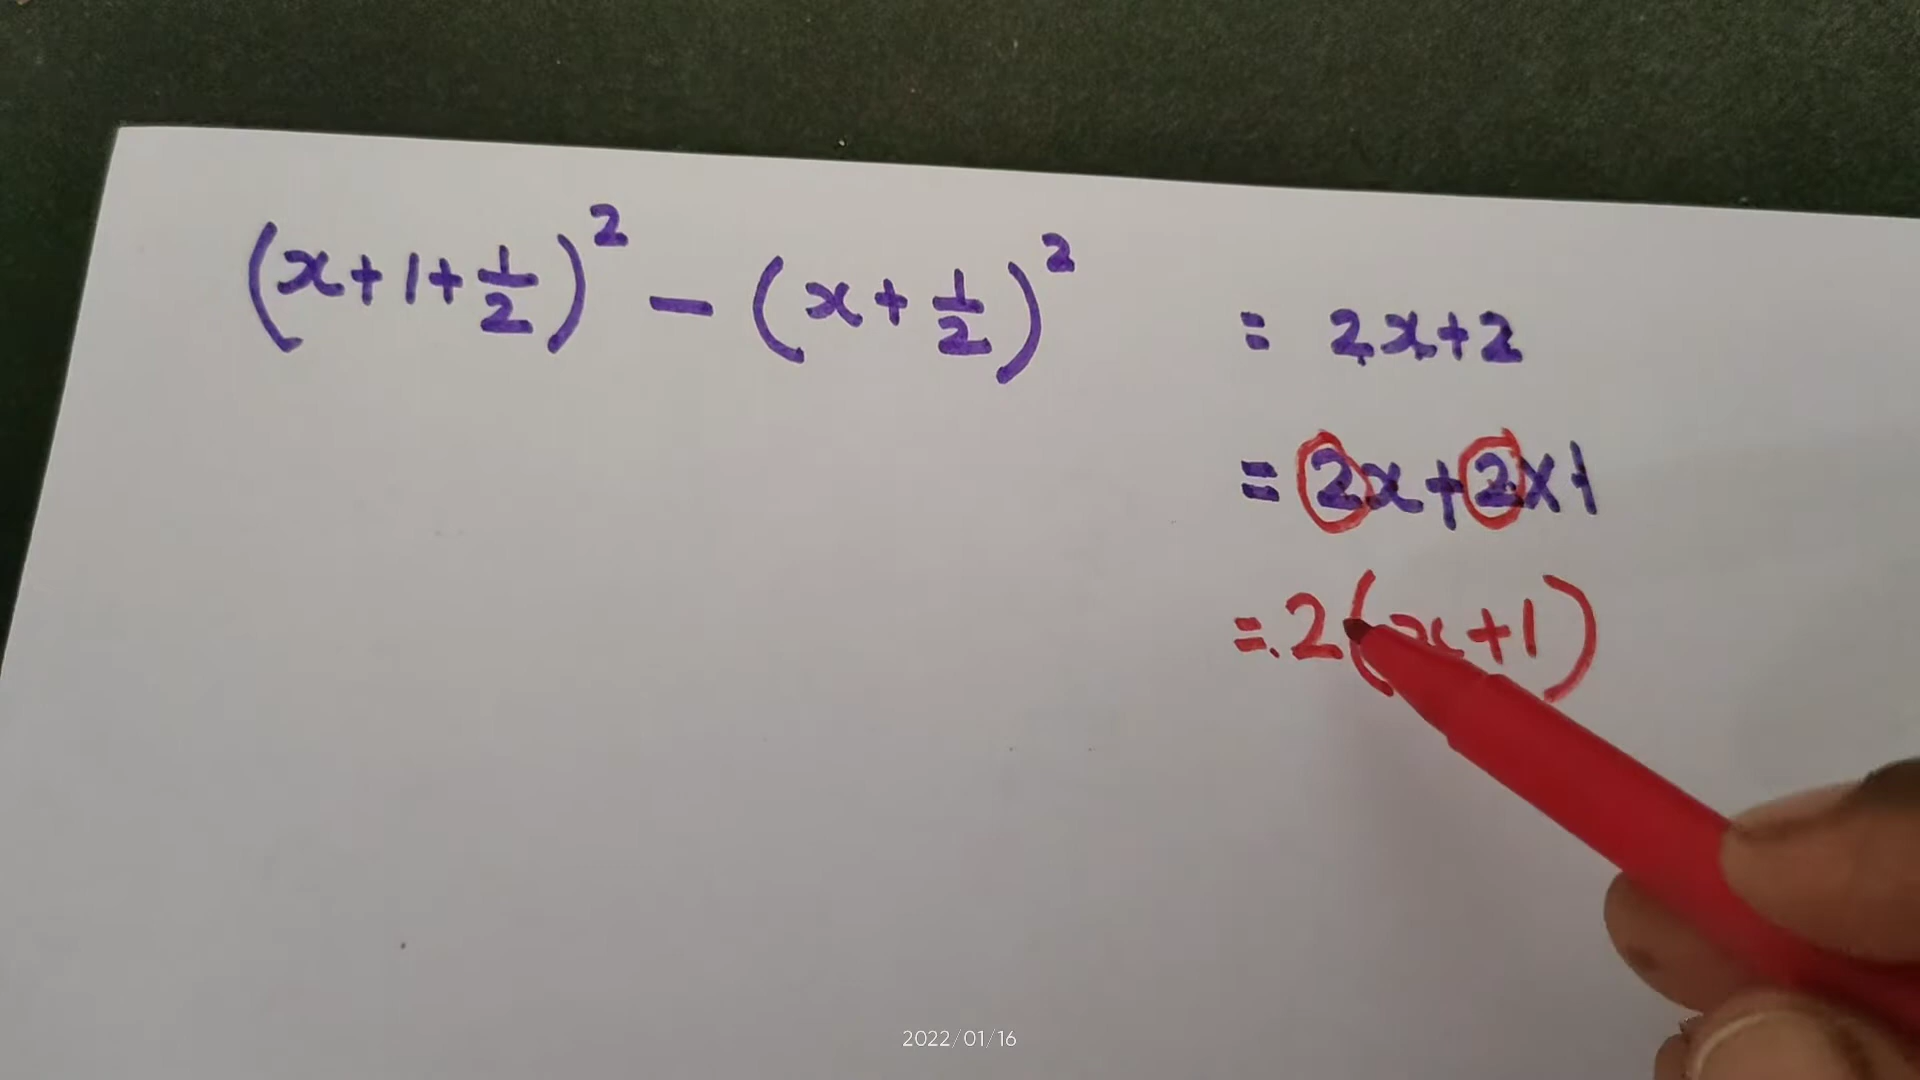 (x+1+1/2)² - (x+1/2)² = 2x+2
= 2x+2×1
= 2(x+1)
2022/01/16